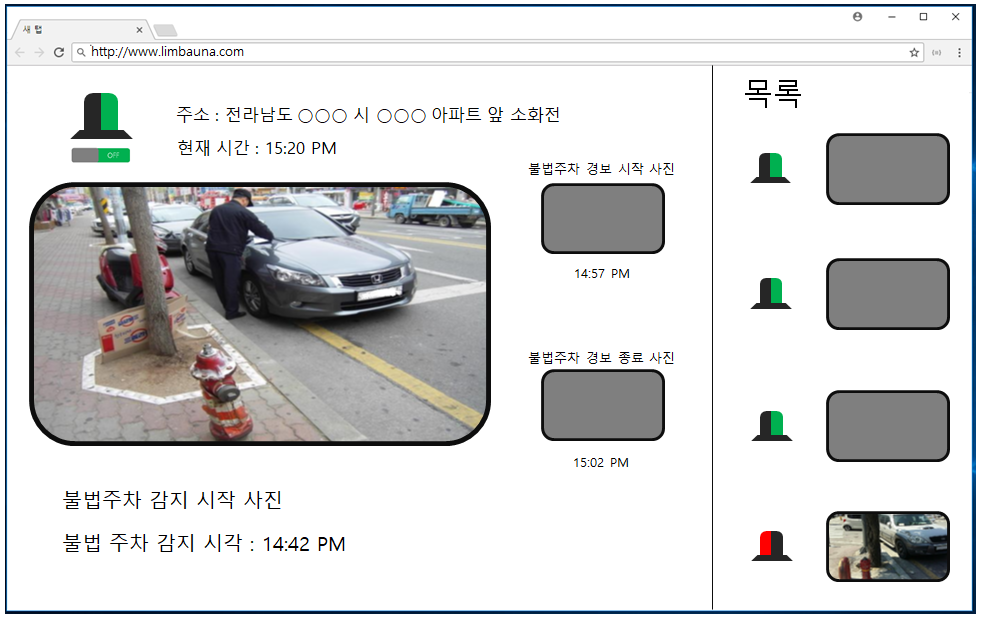 새 탭
http://www.limbauna.com
주소 : 전라남도 ○○○ 시 ○○○ 아파트 앞 소화전
현재 시간 : 15:20 PM
OFF
불법주차 경보 시작 사진
14:57 PM
불법주차 경보 종료 사진
15:02 PM
불법주차 감지 시작 사진
불법 주차 감지 시각 : 14:42 PM
목록